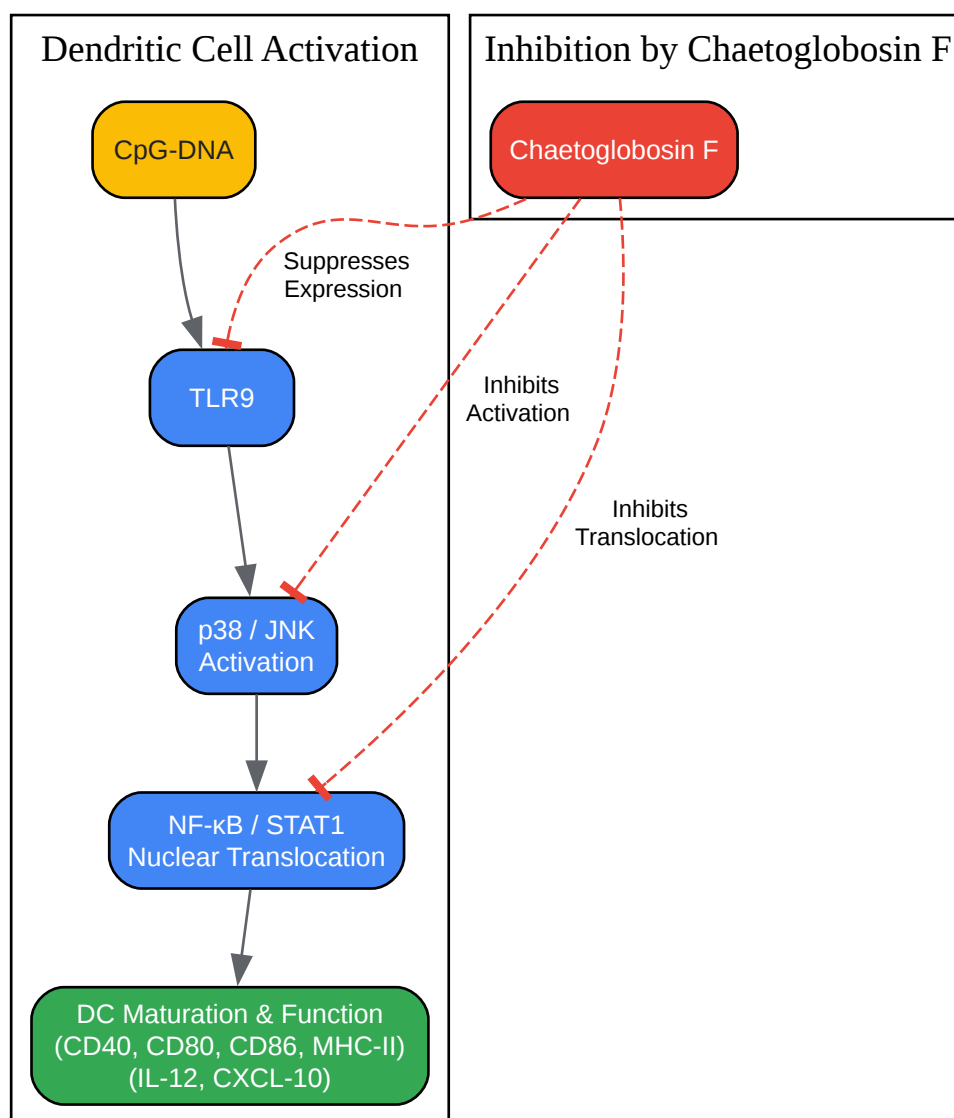 Dendritic Cell Activation
Inhibition by Chaetoglobosin F
CpG-DNA
Chaetoglobosin F
Suppresses
Expression
TLR9
Inhibits
Activation
Inhibits
Translocation
p38 / JNK
Activation
NF-κB / STAT1
Nuclear Translocation
DC Maturation & Function
(CD40, CD80, CD86, MHC-II)
(IL-12, CXCL-10)